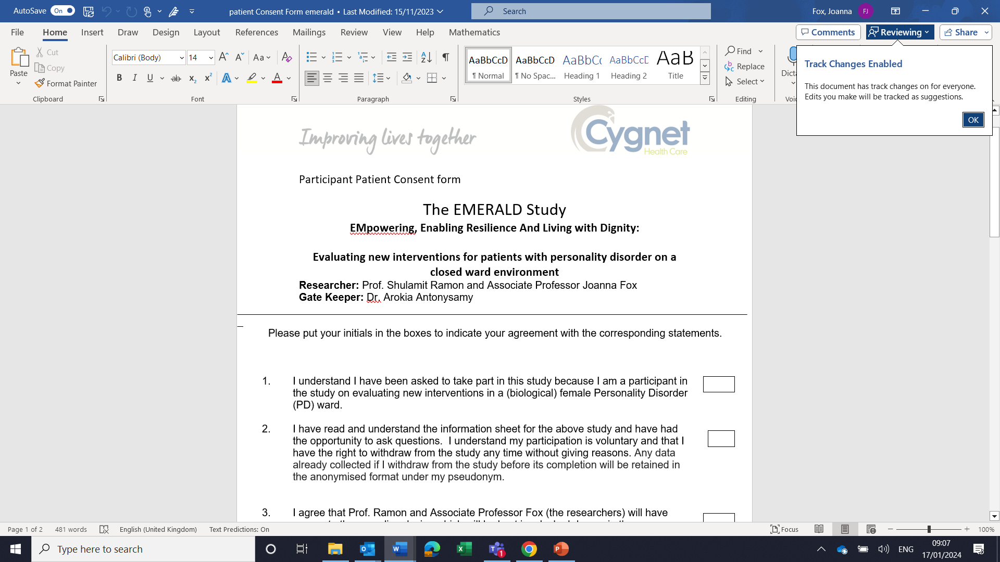 AutoSave On patient Consent Form emerald • Last Modified: 15/11/2023 Search Fox, Joanna FJ
File Home Insert Draw Design Layout References Mailings Review View Help Mathematics Comments Reviewing Share
Paste
Cut
Copy
Format Painter
Clipboard
Calibri (Body) 14
Font
Paragraph
AaBbCcD AaBbCcD AaBbCc AaBbCcD AaB
¶ Normal ¶ No Spac... Heading 1 Heading 2 Title
Styles
Find
Replace
Select
Editing
Dicta
Voi
Track Changes Enabled
This document has track changes on for everyone.
Edits you make will be tracked as suggestions.
OK
Improving lives together
Cygnet
Health Care
Participant Patient Consent form
The EMERALD Study
EMpowering, Enabling Resilience And Living with Dignity:
Evaluating new interventions for patients with personality disorder on a
closed ward environment
Researcher: Prof. Shulamit Ramon and Associate Professor Joanna Fox
Gate Keeper: Dr. Arokia Antonysamy
Please put your initials in the boxes to indicate your agreement with the corresponding statements.
1. I understand I have been asked to take part in this study because I am a participant in
the study on evaluating new interventions in a (biological) female Personality Disorder
(PD) ward.
2. I have read and understand the information sheet for the above study and have had
the opportunity to ask questions. I understand my participation is voluntary and that I
have the right to withdraw from the study any time without giving reasons. Any data
already collected if I withdraw from the study before its completion will be retained in
the anonymised format under my pseudonym.
3. I agree that Prof. Ramon and Associate Professor Fox (the researchers) will have
Page 1 of 2 481 words English (United Kingdom) Text Predictions: On Focus 100%
Type here to search
1
ENG
09:07
17/01/2024